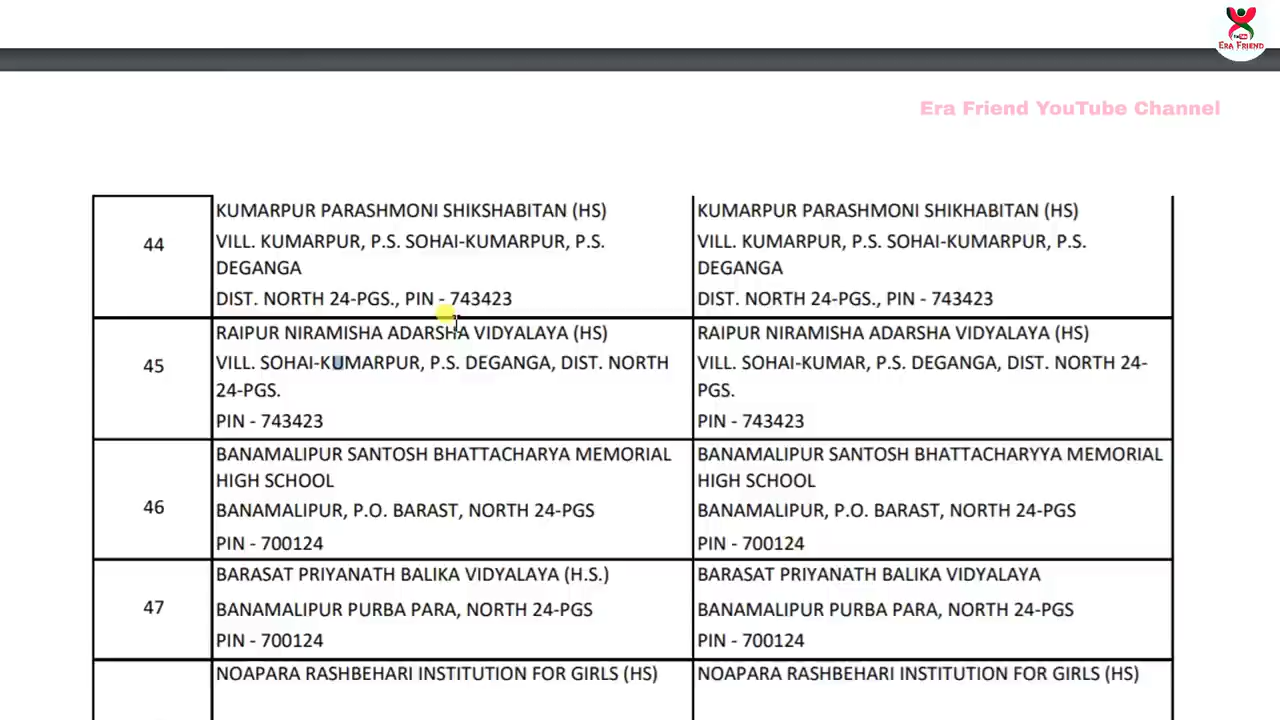 YouTube
ERA FRIEND
Era Friend YouTube Channel
44
KUMARPUR PARASHMONI SHIKSHABITAN (HS)
VILL. KUMARPUR, P.S. SOHAI-KUMARPUR, P.S.
DEGANGA
DIST. NORTH 24-PGS., PIN - 743423
KUMARPUR PARASHMONI SHIKHABITAN (HS)
VILL. KUMARPUR, P.S. SOHAI-KUMARPUR, P.S.
DEGANGA
DIST. NORTH 24-PGS., PIN - 743423
45
RAIPUR NIRAMISHA ADARSHA VIDYALAYA (HS)
VILL. SOHAI-KUMARPUR, P.S. DEGANGA, DIST. NORTH
24-PGS.
PIN - 743423
RAIPUR NIRAMISHA ADARSHA VIDYALAYA (HS)
VILL. SOHAI-KUMAR, P.S. DEGANGA, DIST. NORTH 24-
PGS.
PIN - 743423
46
BANAMALIPUR SANTOSH BHATTACHARYA MEMORIAL
HIGH SCHOOL
BANAMALIPUR, P.O. BARAST, NORTH 24-PGS
PIN - 700124
BANAMALIPUR SANTOSH BHATTACHARYYA MEMORIAL
HIGH SCHOOL
BANAMALIPUR, P.O. BARAST, NORTH 24-PGS
PIN - 700124
47
BARASAT PRIYANATH BALIKA VIDYALAYA (H.S.)
BANAMALIPUR PURBA PARA, NORTH 24-PGS
PIN - 700124
BARASAT PRIYANATH BALIKA VIDYALAYA
BANAMALIPUR PURBA PARA, NORTH 24-PGS
PIN - 700124
NOAPARA RASHBEHARI INSTITUTION FOR GIRLS (HS)
NOAPARA RASHBEHARI INSTITUTION FOR GIRLS (HS)